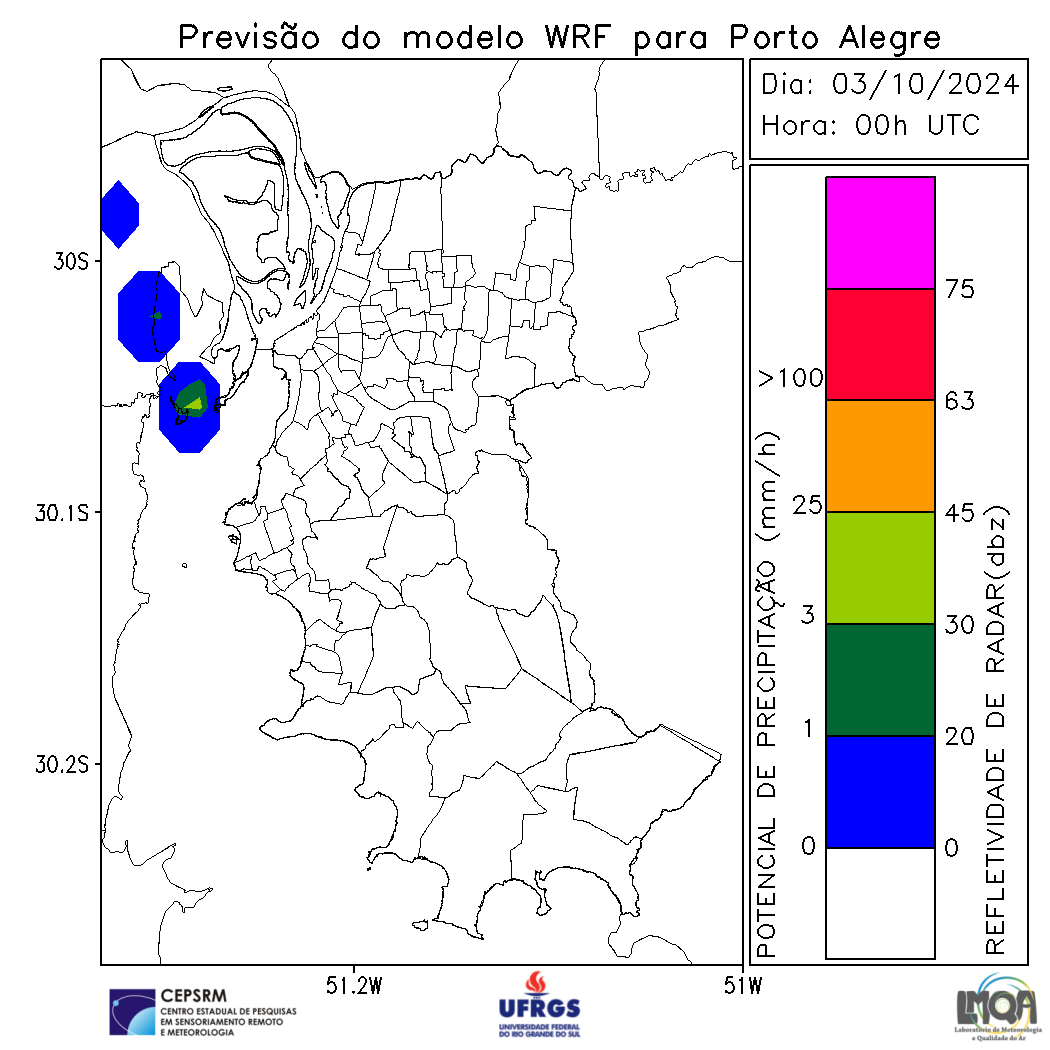 Previsão do modelo WRF para Porto Alegre
Dia: 03/10/2024
Hora: 00h UTC
30S
30.1S
30.2S
51.2W
51W
POTENCIAL DE PRECIPITAÇÃO (mm/h)
>100
25
3
1
0
75
63
45
30
20
0
REFLETIVIDADE DE RADAR(dbz)
CEPSRM
CENTRO ESTADUAL DE PESQUISAS
EM SENSORIAMENTO REMOTO
E METEOROLOGIA
UFRGS
UNIVERSIDADE FEDERAL
DO RIO GRANDE DO SUL
LMQA
Laboratório de Meteorologia
e Qualidade do Ar